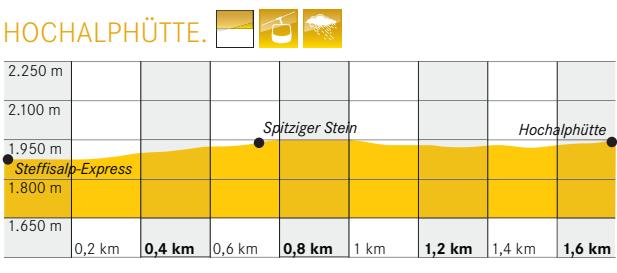 HOCHALPHÜTTE.
2.250 m
2.100 m
Spitziger Stein
Hochalphütte
1.950 m
Steffisalp-Express
1.800 m
1.650 m
0,2 km 0,4 km 0,6 km 0,8 km 1 km 1,2 km 1,4 km 1,6 km